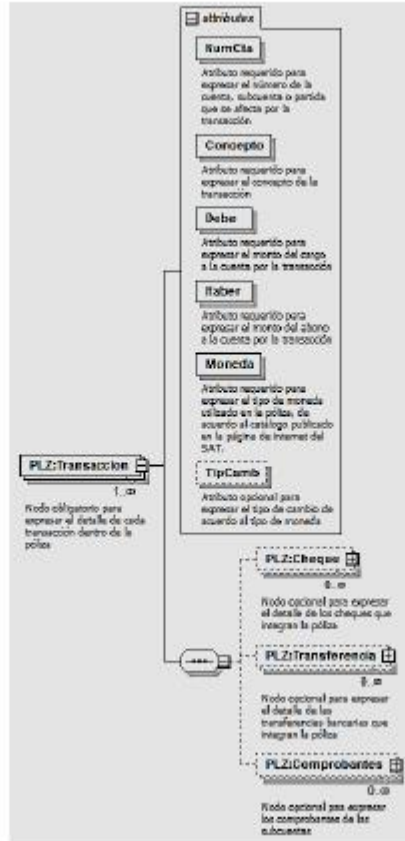 attributes
NumCta
Atributo requerido para
expresar el número de la
cuenta, subcuenta o partida
que se afecta por la
transacción
Concepto
Atributo requerido para
expresar el concepto de la
transacción
Debe
Atributo requerido para
expresar el monto del cargo
a la cuenta por la transacción
Haber
Atributo requerido para
expresar el monto del abono
a la cuenta por la transacción
Moneda
Atributo requerido para
expresar el tipo de moneda
utilizado en la póliza, de
acuerdo al catálogo publicado
en la página de internet del
SAT.
TipCamb
Atributo opcional para
expresar el tipo de cambio de
acuerdo al tipo de moneda
PLZ:Transaccion
1..∞
Nodo obligatorio para
expresar el detalle de cada
transacción dentro de la
póliza
PLZ:Cheque
0..∞
Nodo opcional para expresar
el detalle de los cheques que
integran la póliza
PLZ:Transferencia
0..∞
Nodo opcional para expresar
el detalle de las
transferencias bancarias que
integran la póliza
PLZ:Comprobantes
0..∞
Nodo opcional para expresar
los comprobantes de las
subcuentas